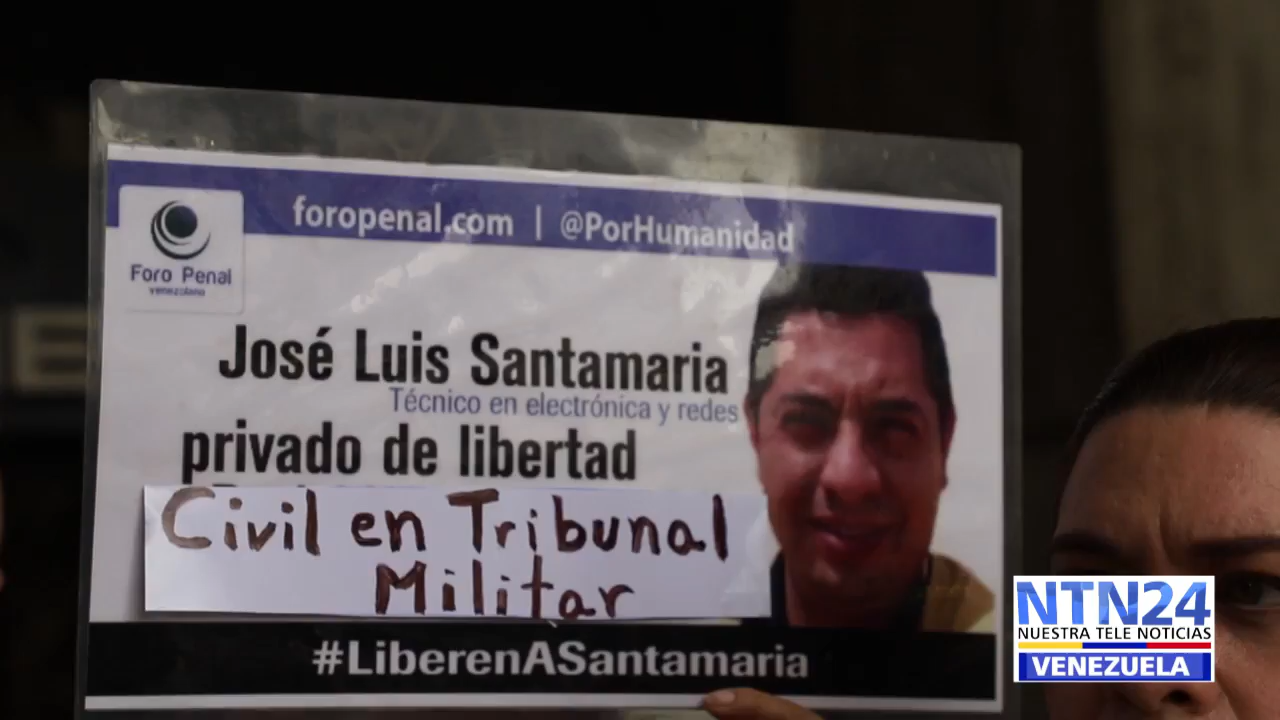 foropenal.com | @PorHumanidad
Foro Penal
venezolano
José Luis Santamaria
Técnico en electrónica y redes
privado de libertad
Civil en Tribunal
Militar
#LiberenASantamaria
NTN24
NUESTRA TELE NOTICIAS
VENEZUELA